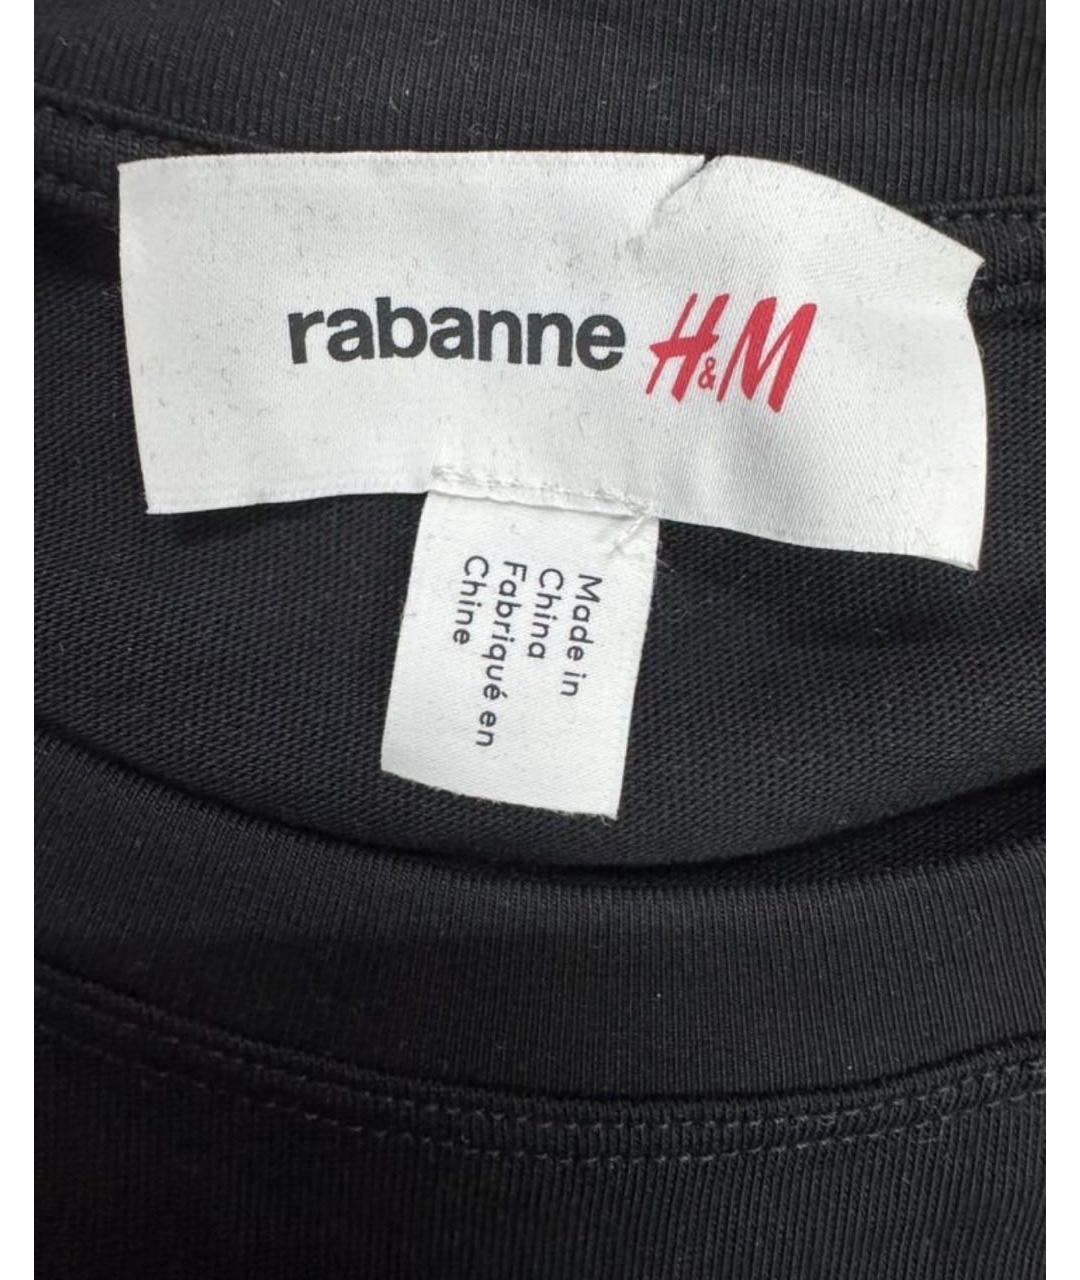 rabanne H&M
Made in
China
Fabriqué en
Chine